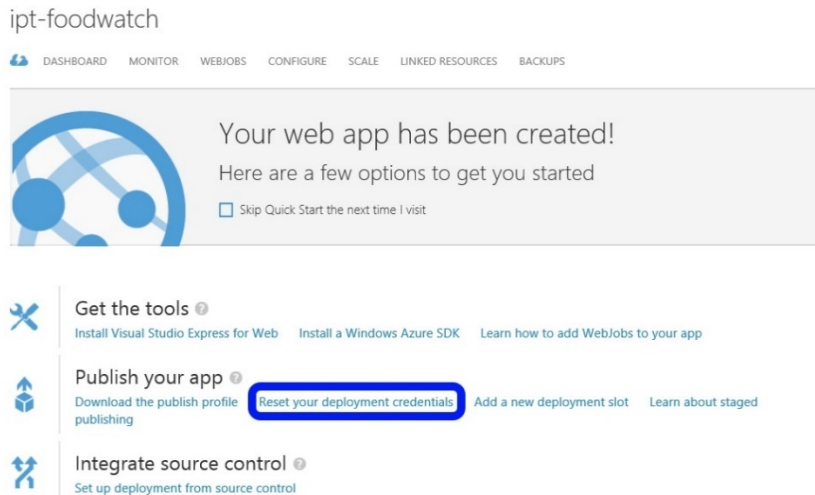 ipt-foodwatch
DASHBOARD MONITOR WEBJOBS CONFIGURE SCALE LINKED RESOURCES BACKUPS
Your web app has been created!
Here are a few options to get you started
Skip Quick Start the next time I visit
Get the tools ?
Install Visual Studio Express for Web Install a Windows Azure SDK Learn how to add WebJobs to your app
Publish your app ?
Download the publish profile Reset your deployment credentials Add a new deployment slot Learn about staged
publishing
Integrate source control ?
Set up deployment from source control